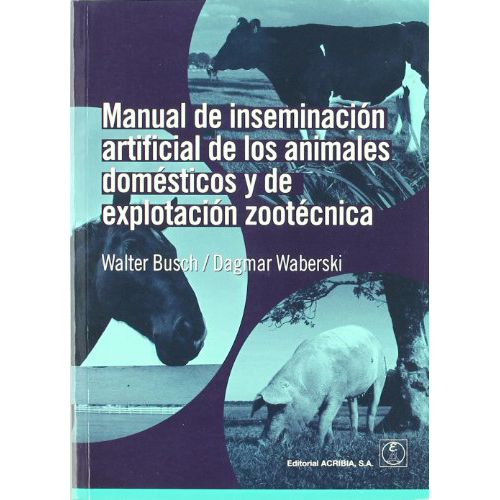 Manual de inseminación
artificial de los animales
domésticos y de
explotación zootécnica
Walter Busch / Dagmar Waberski
Editorial ACRIBIA, S.A.